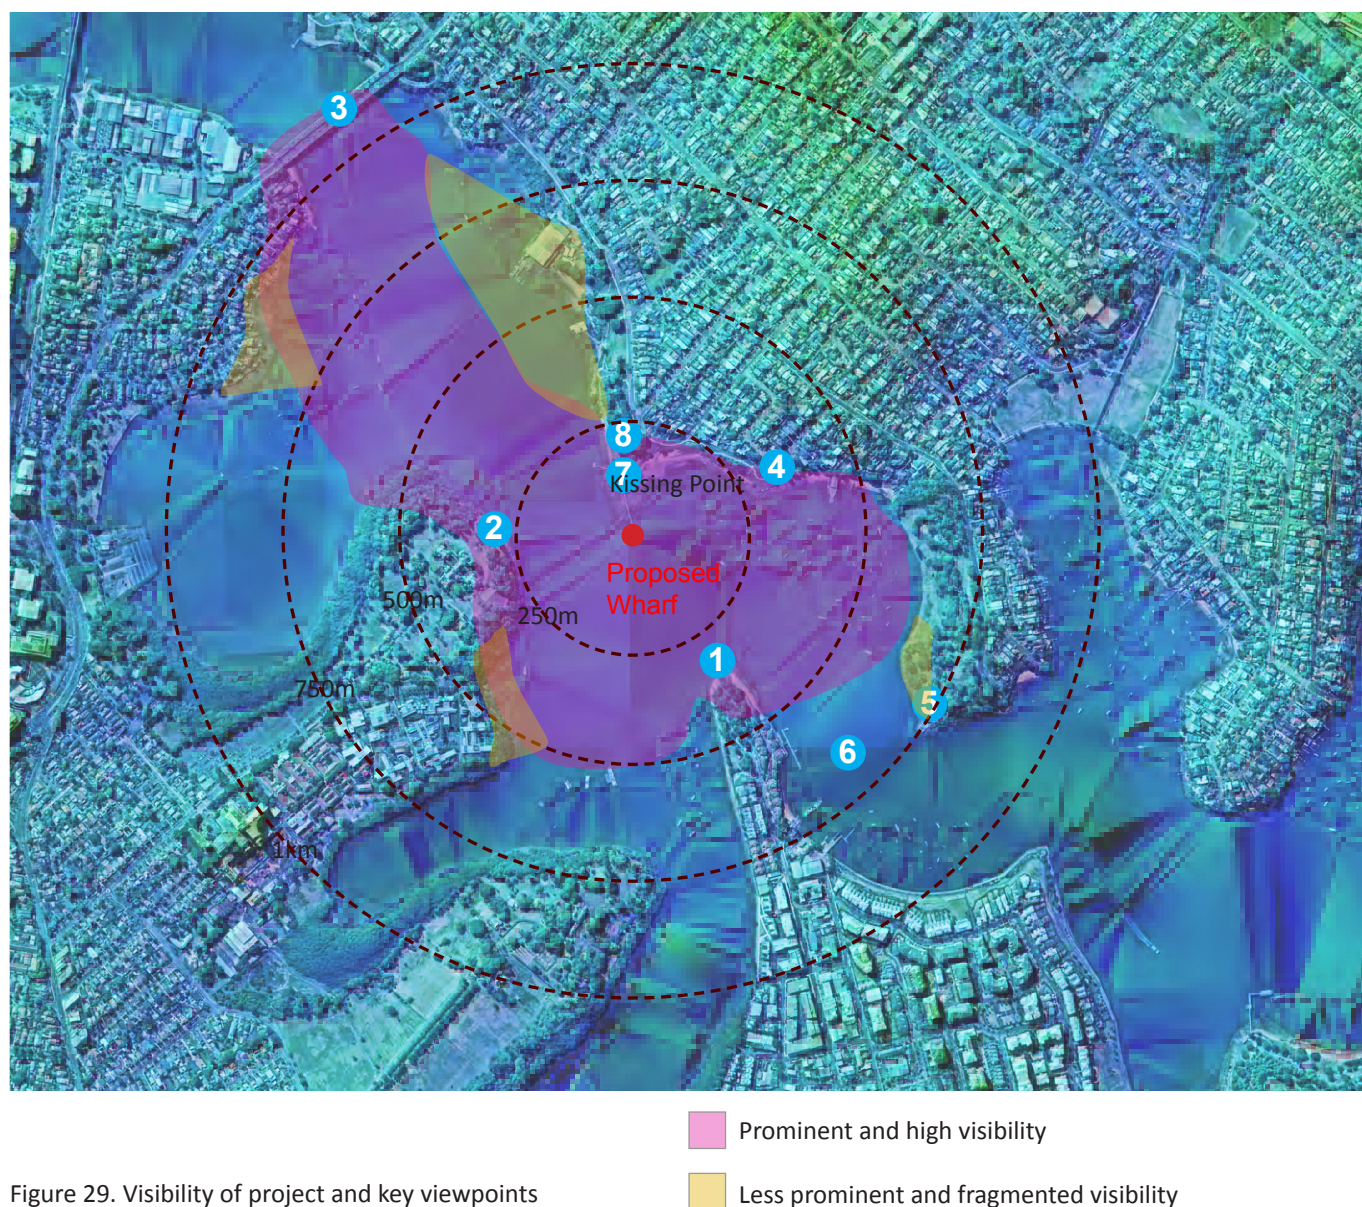 3
8
4
7
Kissing Point
2
Proposed
Wharf
500m
250m
1
750m
5
6
1km
Prominent and high visibility
Figure 29. Visibility of project and key viewpoints
Less prominent and fragmented visibility